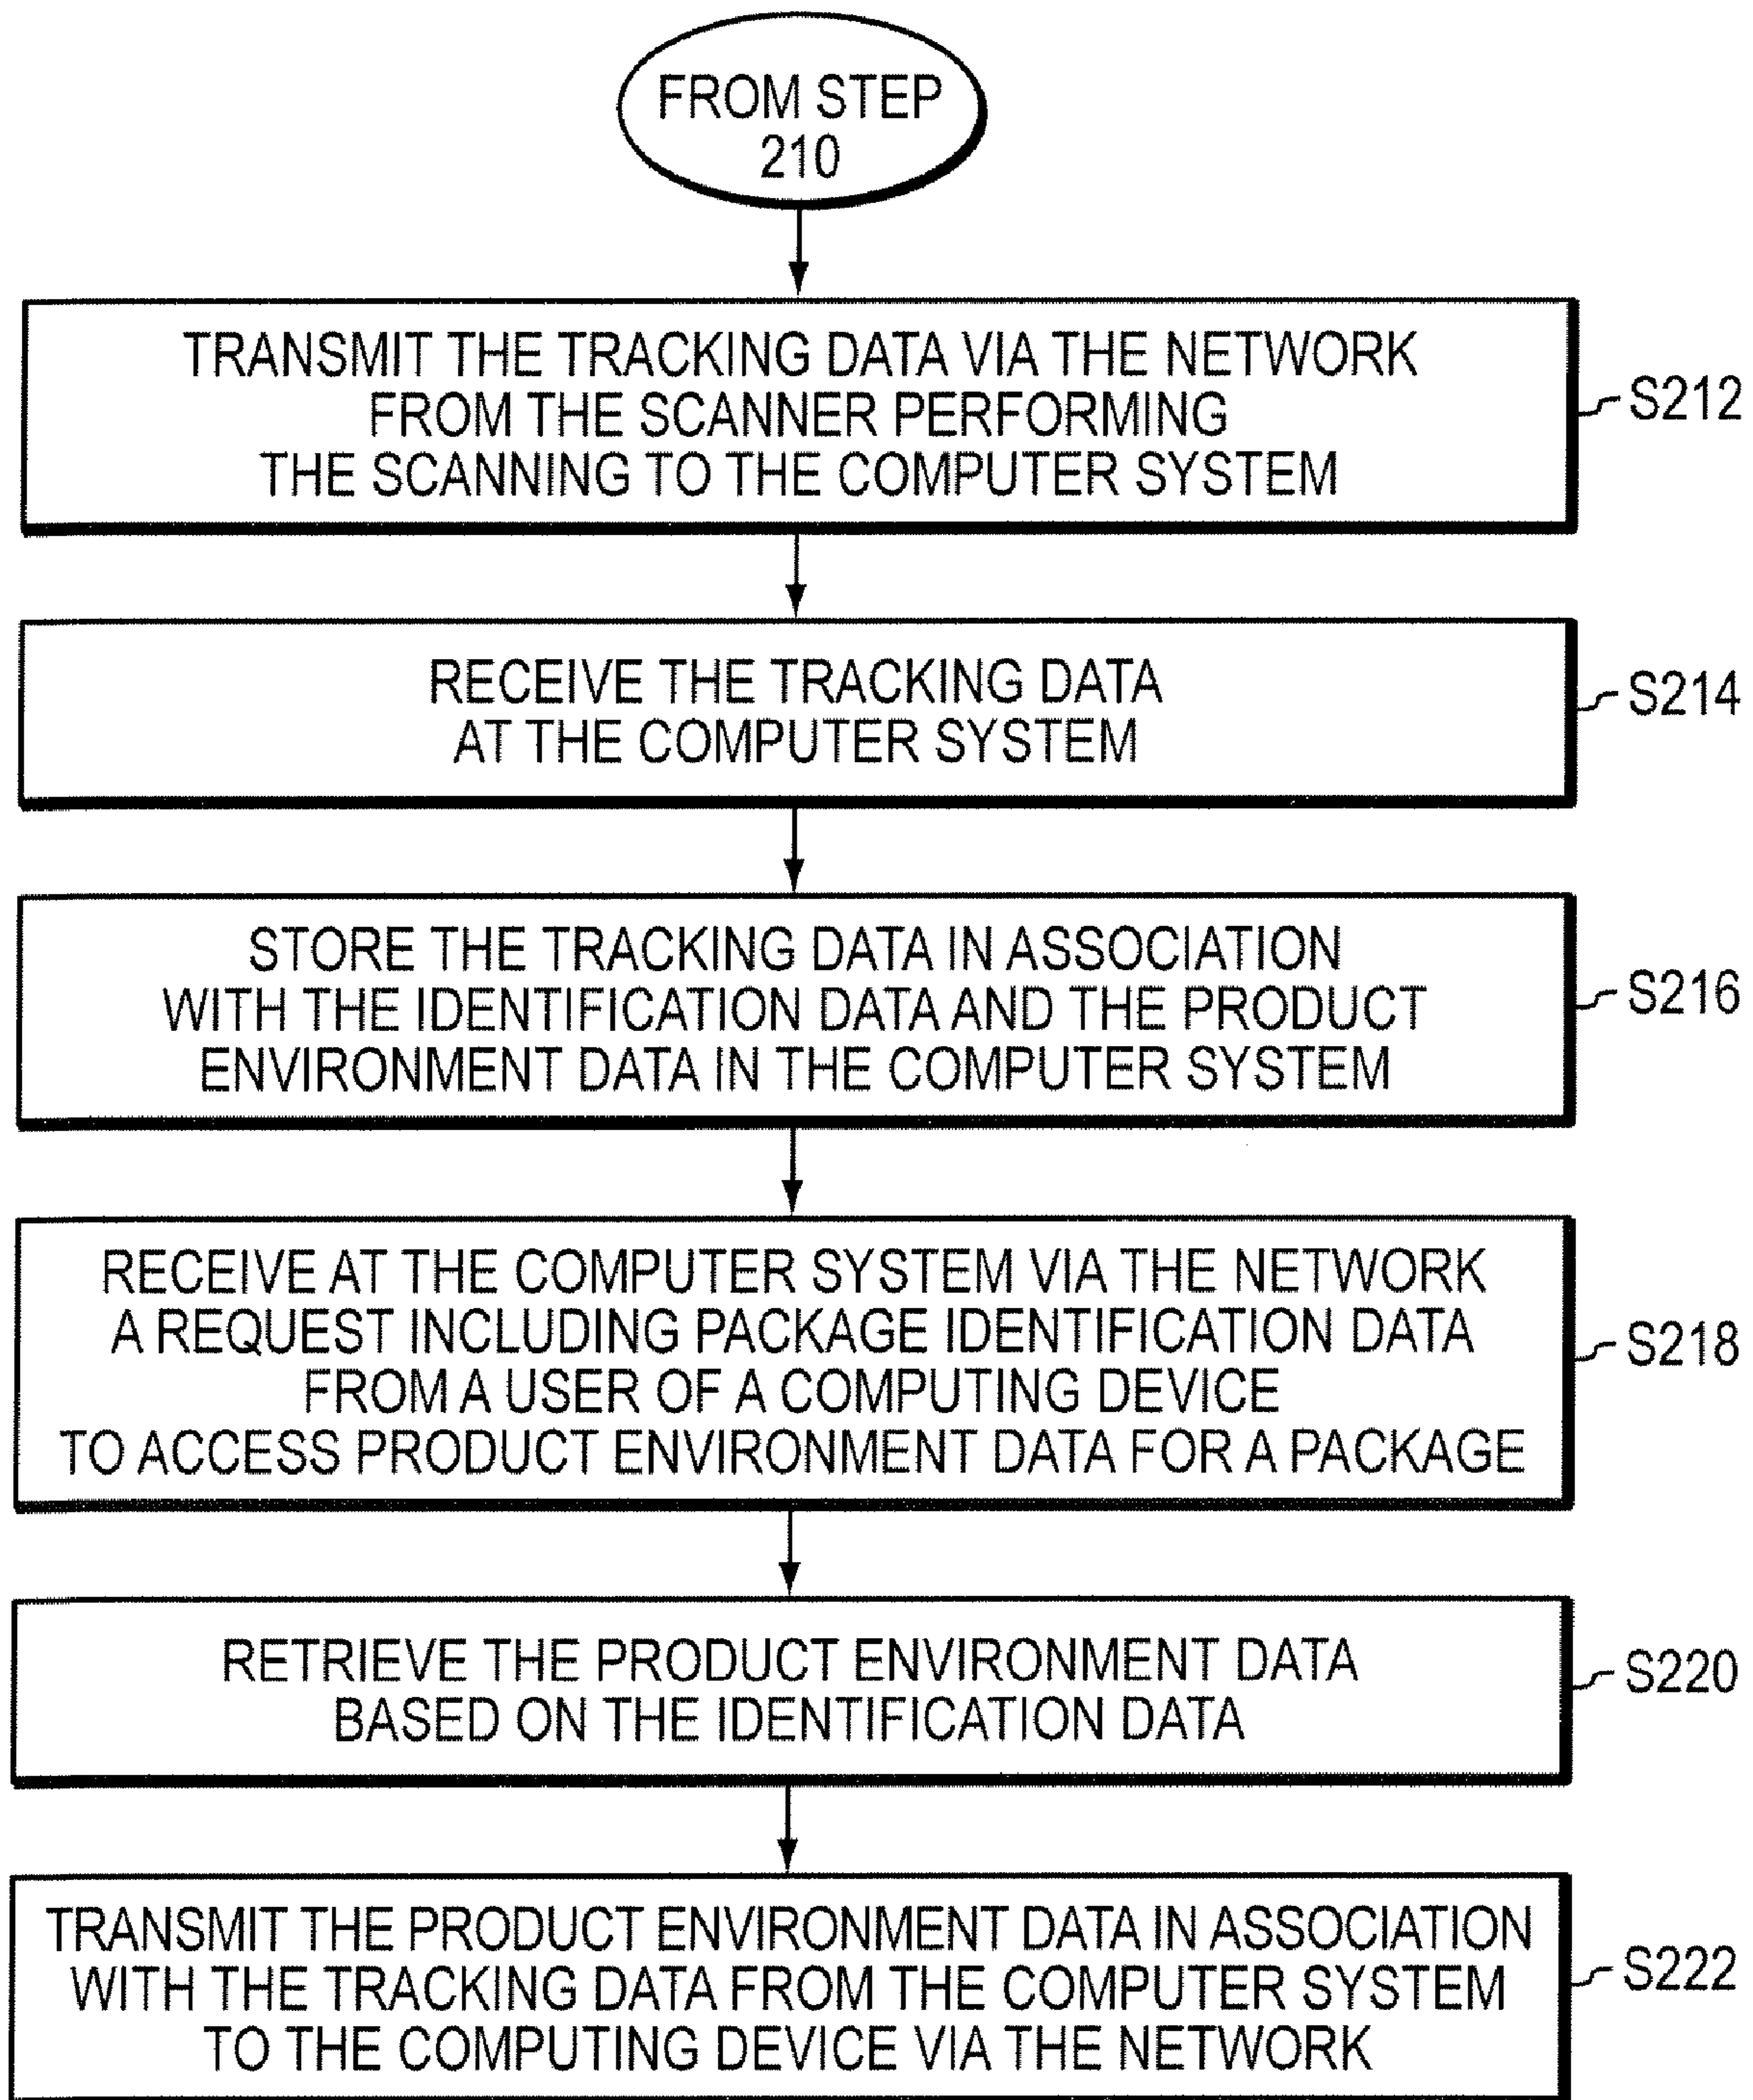 FROM STEP
210
TRANSMIT THE TRACKING DATA VIA THE NETWORK
FROM THE SCANNER PERFORMING
THE SCANNING TO THE COMPUTER SYSTEM
S212
RECEIVE THE TRACKING DATA
AT THE COMPUTER SYSTEM
S214
STORE THE TRACKING DATA IN ASSOCIATION
WITH THE IDENTIFICATION DATA AND THE PRODUCT
ENVIRONMENT DATA IN THE COMPUTER SYSTEM
S216
RECEIVE AT THE COMPUTER SYSTEM VIA THE NETWORK
A REQUEST INCLUDING PACKAGE IDENTIFICATION DATA
FROM A USER OF A COMPUTING DEVICE
TO ACCESS PRODUCT ENVIRONMENT DATA FOR A PACKAGE
S218
RETRIEVE THE PRODUCT ENVIRONMENT DATA
BASED ON THE IDENTIFICATION DATA
S220
TRANSMIT THE PRODUCT ENVIRONMENT DATA IN ASSOCIATION
WITH THE TRACKING DATA FROM THE COMPUTER SYSTEM
TO THE COMPUTING DEVICE VIA THE NETWORK
S222